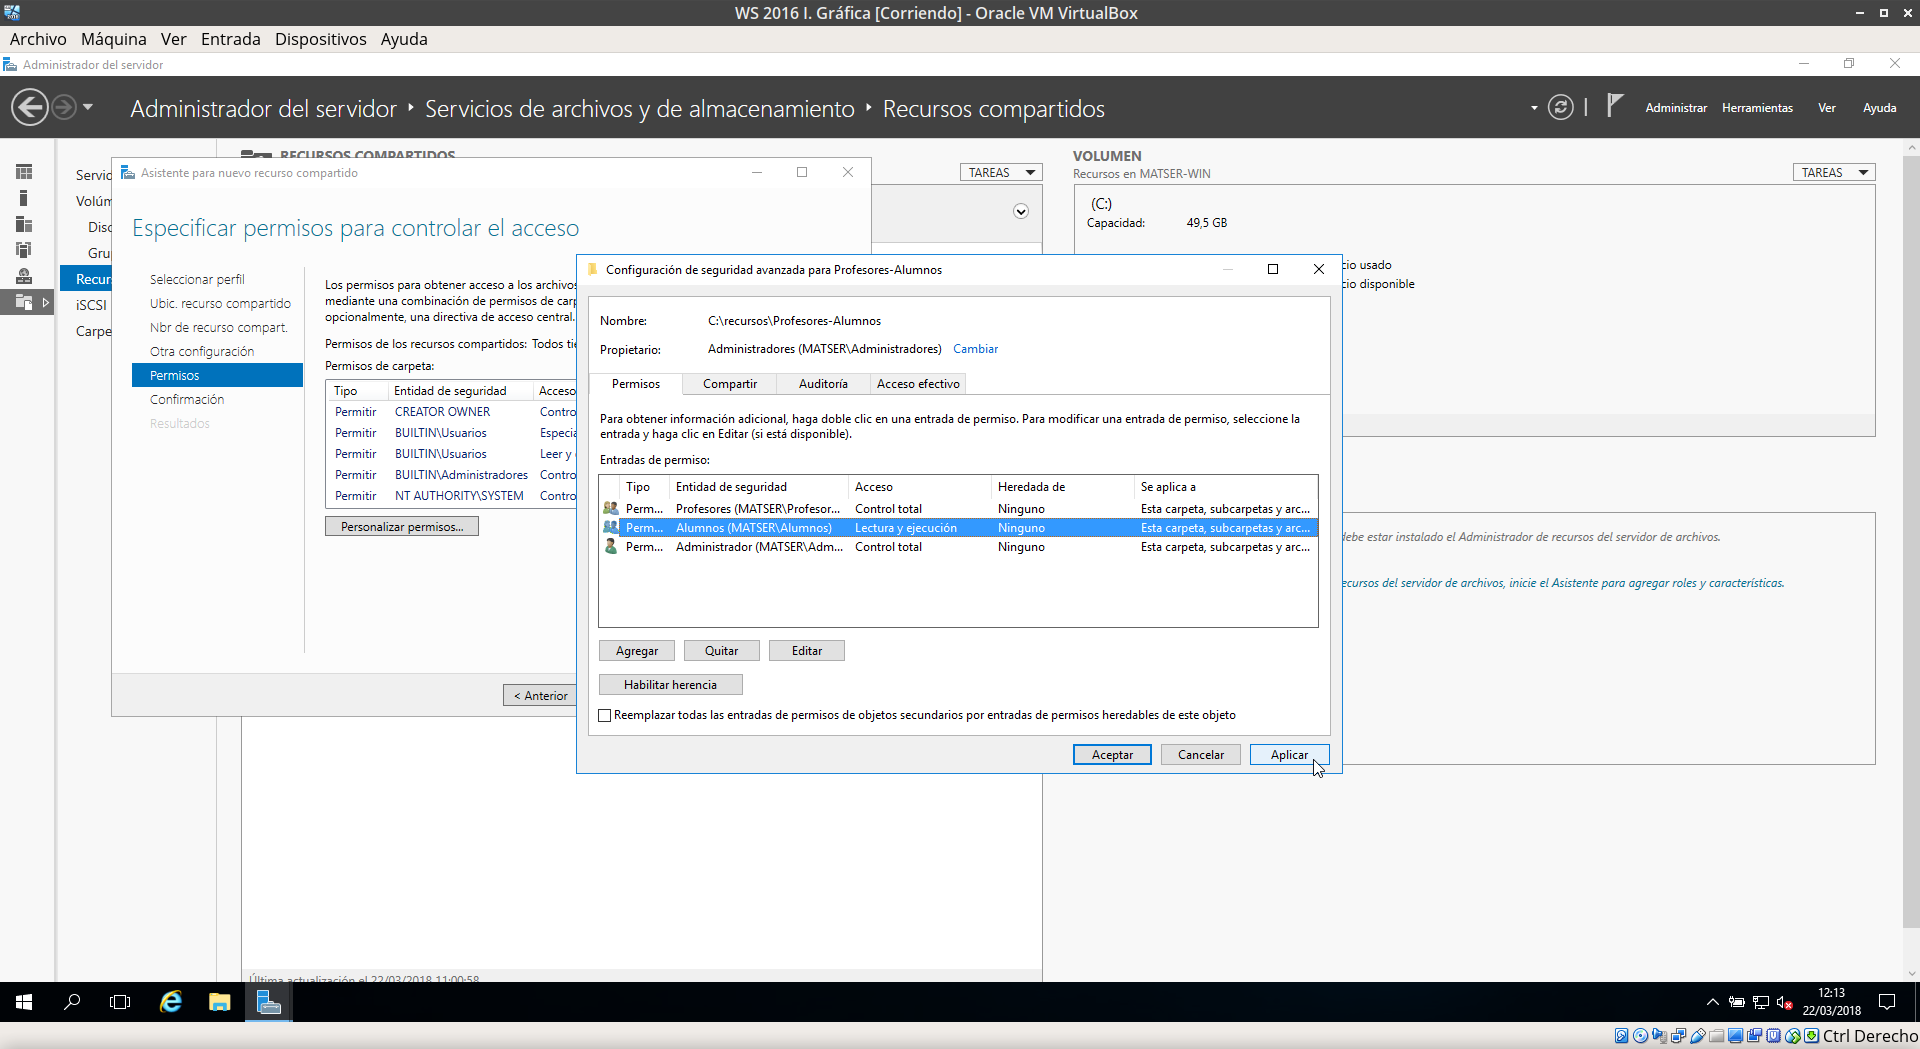 WS 2016 I. Gráfica [Corriendo] - Oracle VM VirtualBox
Archivo Máquina Ver Entrada Dispositivos Ayuda
Administrador del servidor
Administrador del servidor ‣ Servicios de archivos y de almacenamiento ‣ Recursos compartidos
Administrar Herramientas Ver Ayuda
RECURSOS COMPARTIDOS
TAREAS
VOLUMEN
Recursos en MATSER-WIN
TAREAS
(C:)
Capacidad: 49,5 GB
cio usado
cio disponible
Servic
Volúm
Disc
Gru
Recur
iSCSI
Carpe
Asistente para nuevo recurso compartido
Especificar permisos para controlar el acceso
Seleccionar perfil
Ubic. recurso compartido
Nbr de recurso compart.
Otra configuración
Permisos
Confirmación
Resultados
Los permisos para obtener acceso a los archivos
mediante una combinación de permisos de carp
opcionalmente, una directiva de acceso central.
Permisos de los recursos compartidos: Todos tie
Permisos de carpeta:
Tipo Entidad de seguridad Acceso
Permitir CREATOR OWNER Contro
Permitir BUILTIN\Usuarios Especia
Permitir BUILTIN\Usuarios Leer y
Permitir BUILTIN\Administradores Contro
Permitir NT AUTHORITY\SYSTEM Contro
Personalizar permisos...
< Anterior
Configuración de seguridad avanzada para Profesores-Alumnos
Nombre: C:\recursos\Profesores-Alumnos
Propietario: Administradores (MATSER\Administradores) Cambiar
Permisos Compartir Auditoría Acceso efectivo
Para obtener información adicional, haga doble clic en una entrada de permiso. Para modificar una entrada de permiso, seleccione la
entrada y haga clic en Editar (si está disponible).
Entradas de permiso:
Tipo Entidad de seguridad Acceso Heredada de Se aplica a
Perm... Profesores (MATSER\Profesor... Control total Ninguno Esta carpeta, subcarpetas y arc...
Perm... Alumnos (MATSER\Alumnos) Lectura y ejecución Ninguno Esta carpeta, subcarpetas y arc...
Perm... Administrador (MATSER\Adm... Control total Ninguno Esta carpeta, subcarpetas y arc...
Agregar Quitar Editar
Habilitar herencia
Reemplazar todas las entradas de permisos de objetos secundarios por entradas de permisos heredables de este objeto
Aceptar Cancelar Aplicar
debe estar instalado el Administrador de recursos del servidor de archivos.
ecursos del servidor de archivos, inicie el Asistente para agregar roles y características.
Última actualización el 22/03/2018 11:00:58
12:13
22/03/2018
Ctrl Derecho